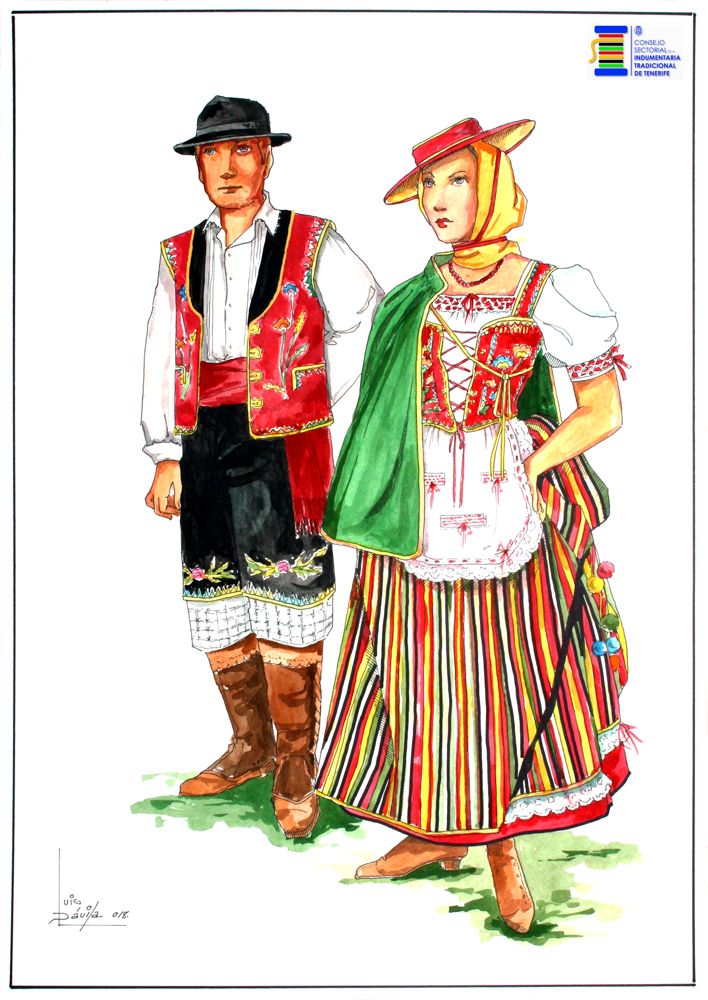 CONSEJO
SECTORIAL DE LA
INDUMENTARIA
TRADICIONAL
DE TENERIFE
Luis
Dávila 018.